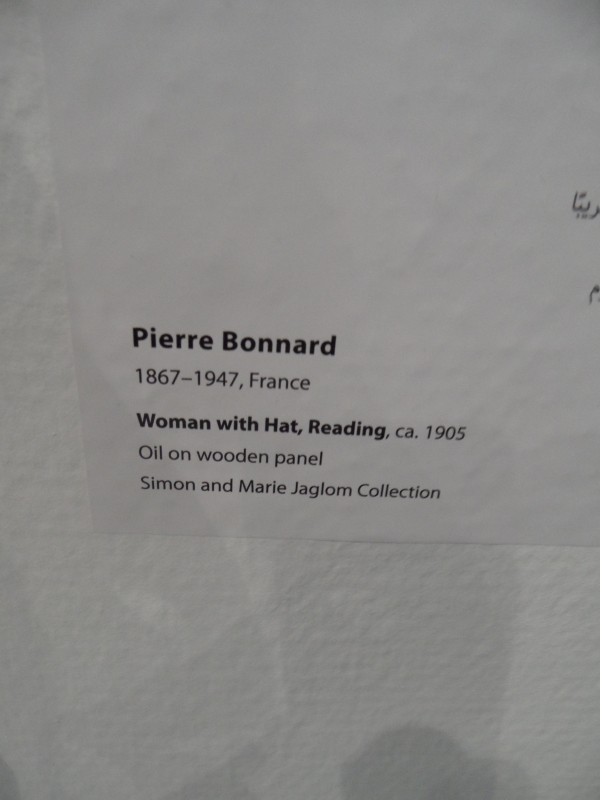 Pierre Bonnard
1867–1947, France
Woman with Hat, Reading, ca. 1905
Oil on wooden panel
Simon and Marie Jaglom Collection